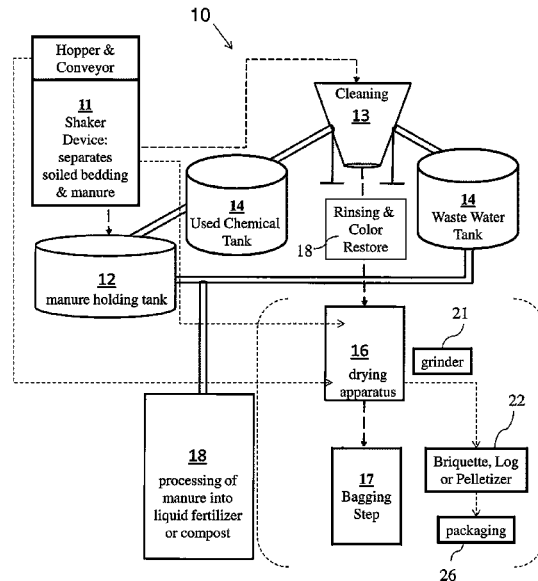 10
Hopper &
Conveyor
11
Shaker
Device:
separates
soiled bedding
& manure
Cleaning
13
14
Used Chemical
Tank
14
Waste Water
Tank
Rinsing &
Color
Restore
18
12
manure holding tank
16
drying
apparatus
21
grinder
22
Briquette, Log
or Pelletizer
18
processing of
manure into
liquid fertilizer
or compost
17
Bagging
Step
packaging
26